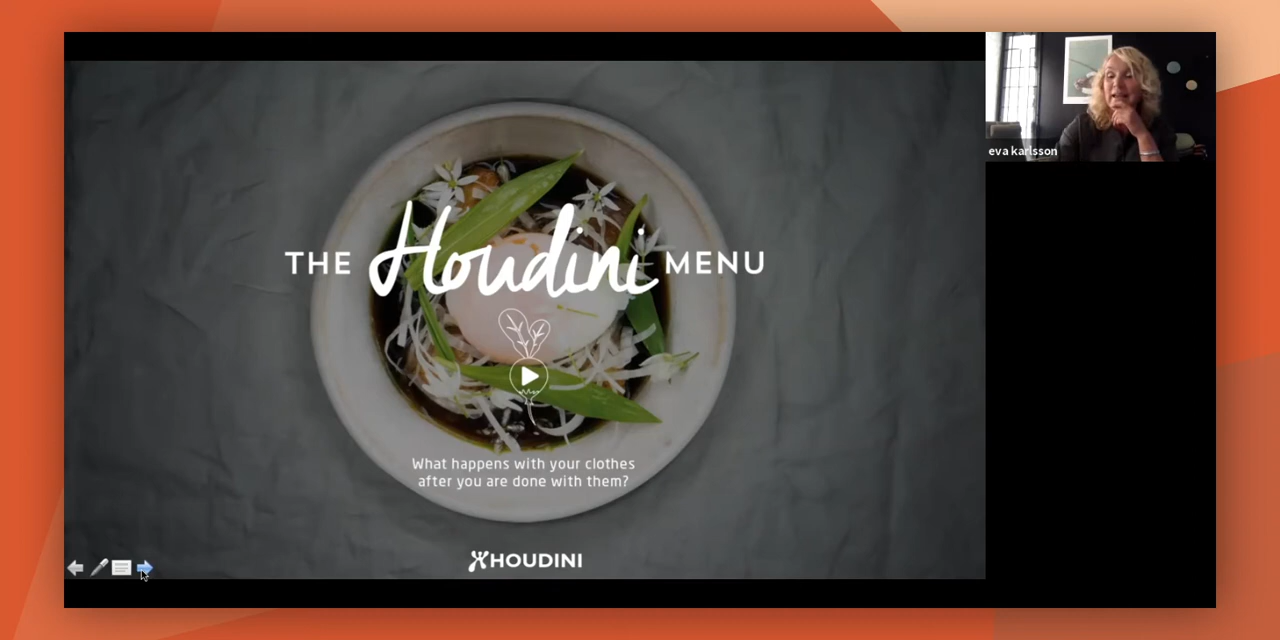 THE Houdini MENU
What happens with your clothes
after you are done with them?
HOUDINI
eva karlsson